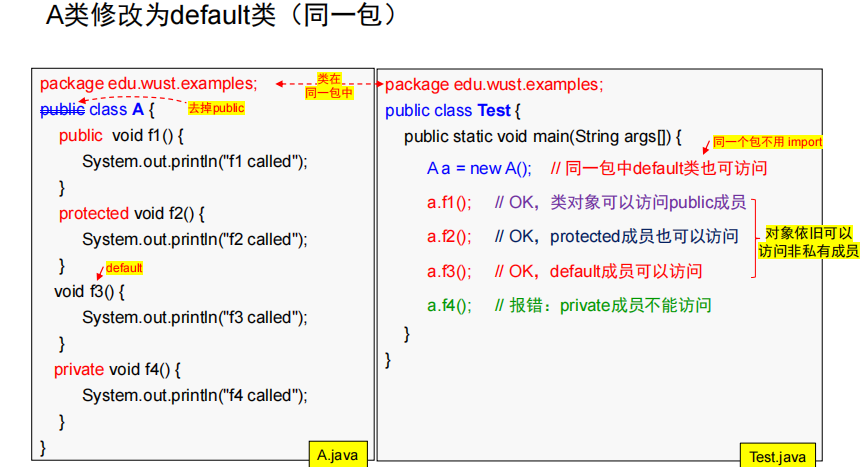 A类修改为default类（同一包）
package edu.wust.examples;
类在
同一包中
public class A {
去掉public
public void f1() {
System.out.println("f1 called");
}
protected void f2() {
System.out.println("f2 called");
}
default
void f3() {
System.out.println("f3 called");
}
private void f4() {
System.out.println("f4 called");
}
}
A.java
package edu.wust.examples;
public class Test {
public static void main(String args[]) {
同一个包不用 import
A a = new A(); // 同一包中default类也可访问
a.f1(); // OK，类对象可以访问public成员
a.f2(); // OK，protected成员也可以访问
a.f3(); // OK，default成员可以访问
a.f4(); // 报错：private成员不能访问
对象依旧可以
访问非私有成员
}
}
Test.java